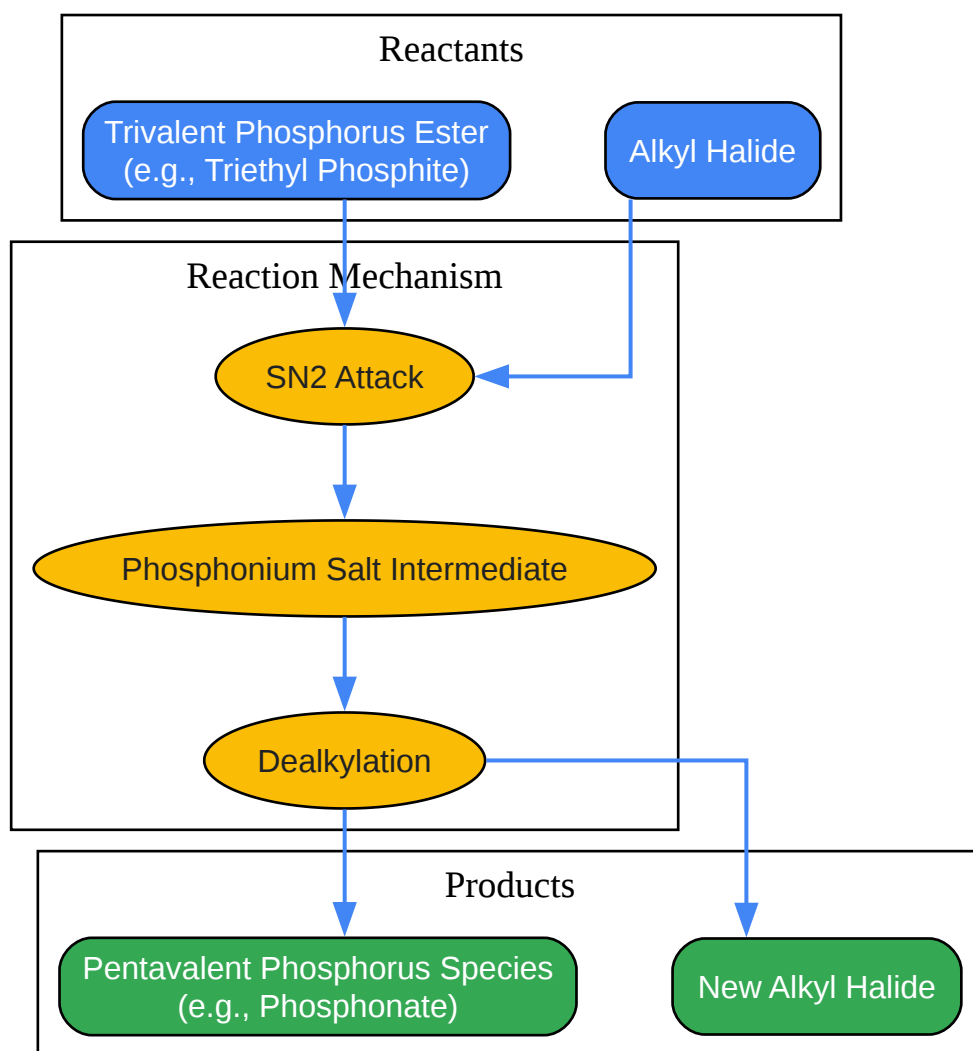 Reactants
Trivalent Phosphorus Ester
(e.g., Triethyl Phosphite)
Alkyl Halide
Reaction Mechanism
SN2 Attack
Phosphonium Salt Intermediate
Dealkylation
Products
Pentavalent Phosphorus Species
(e.g., Phosphonate)
New Alkyl Halide